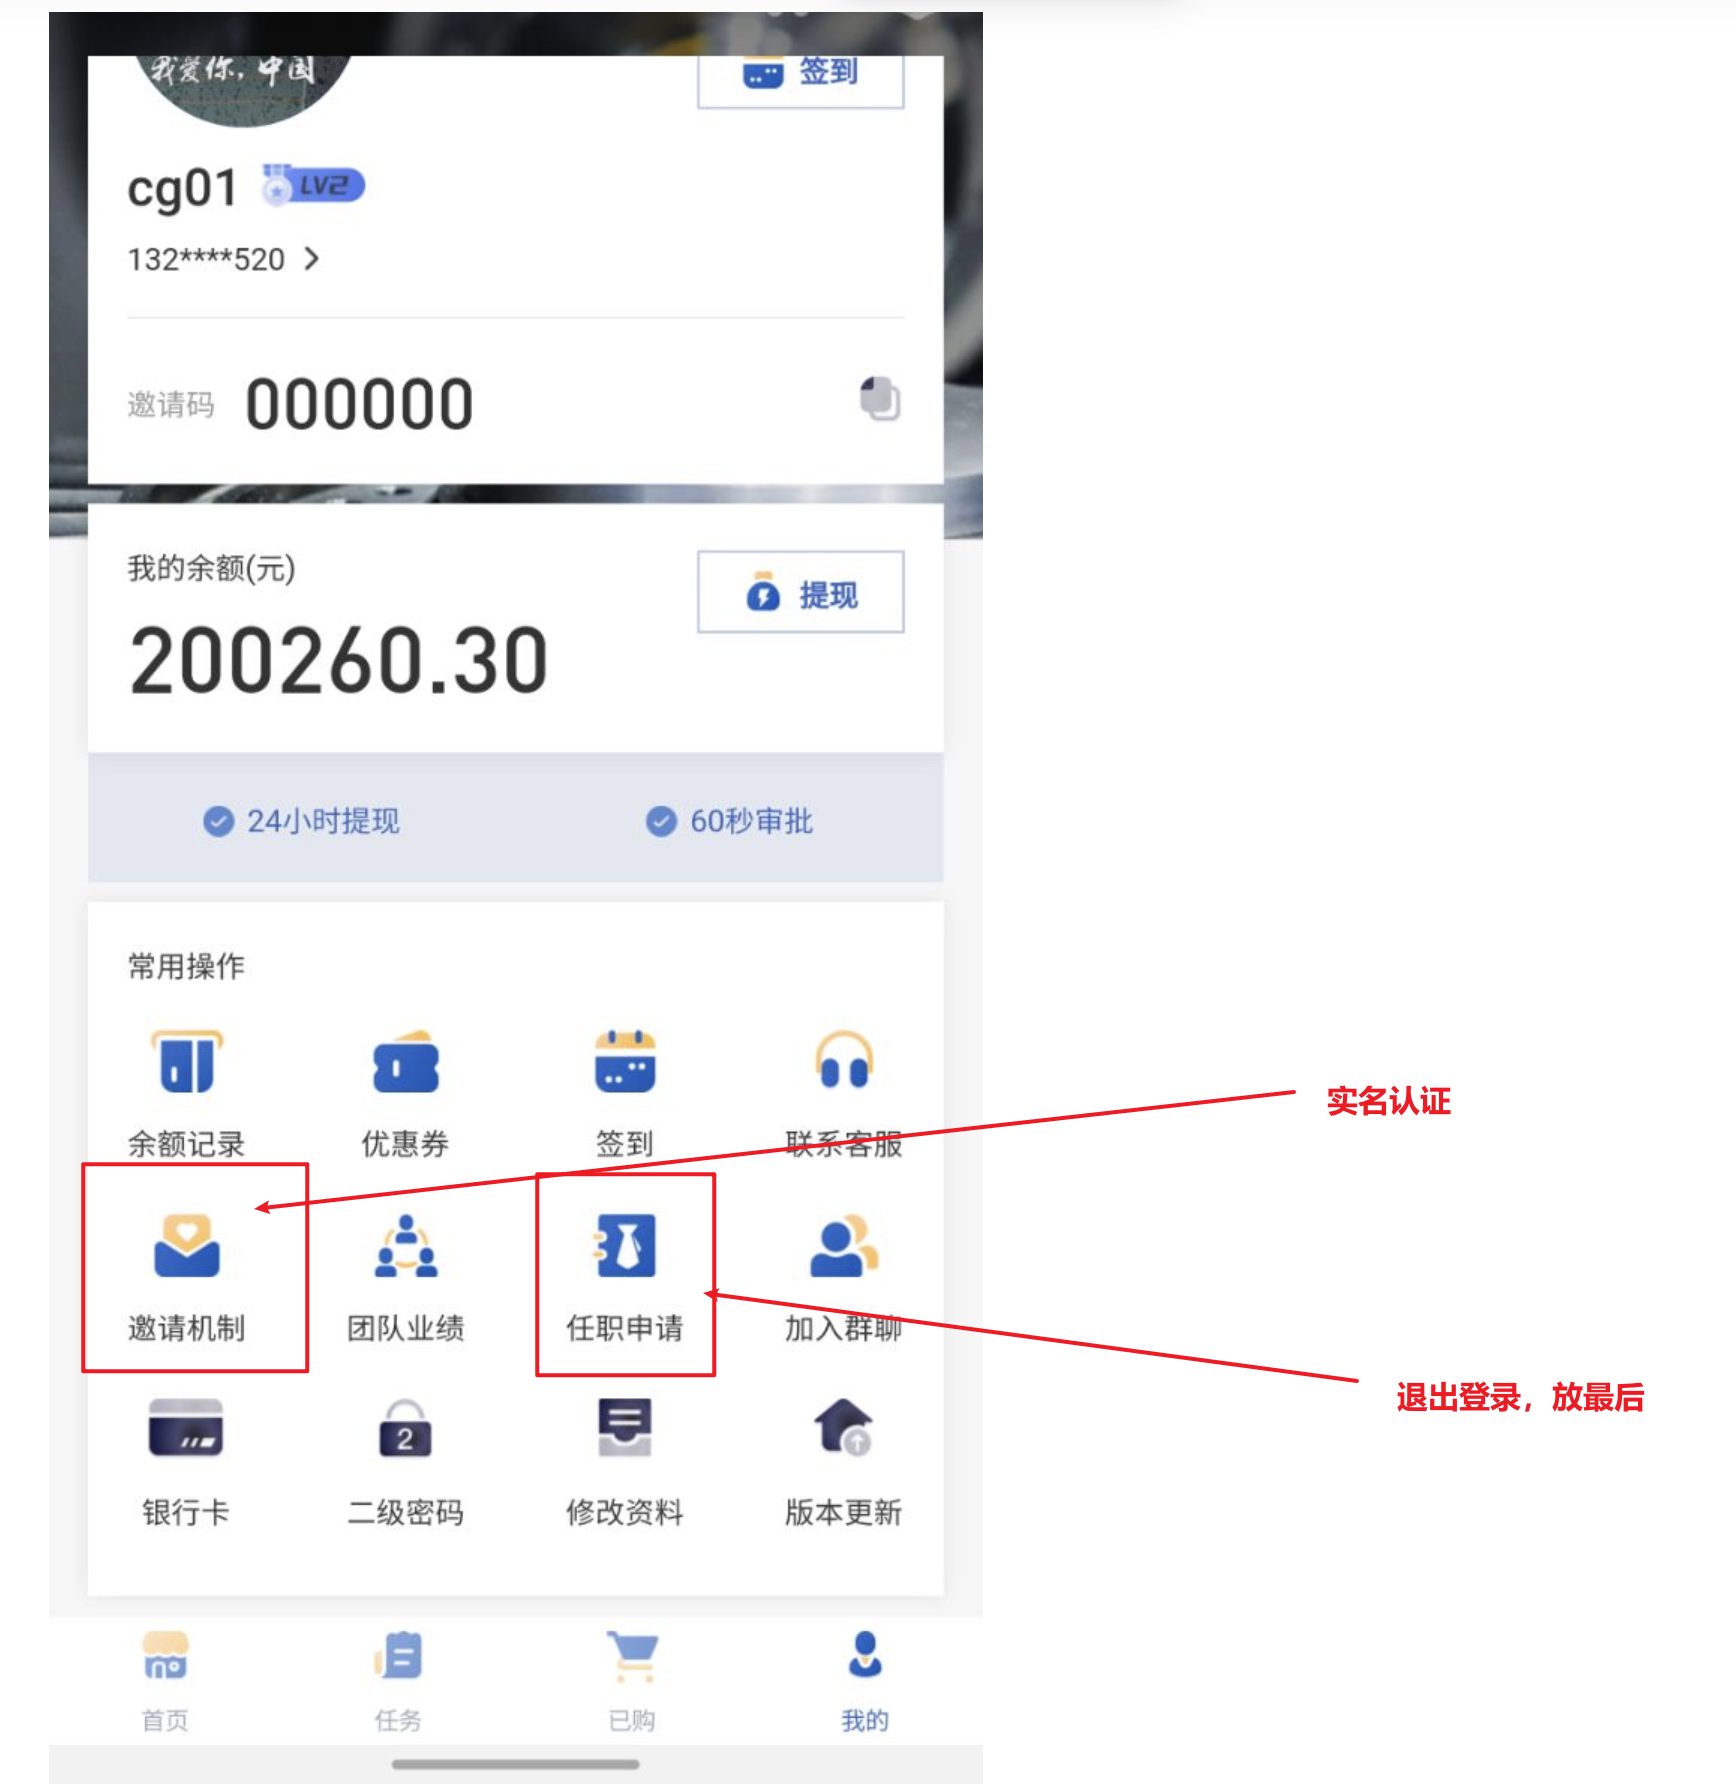 我爱你，中国
签到
cg01 LV2
132****520
邀请码 000000
我的余额(元)
提现
200260.30
24小时提现 60秒审批
常用操作
余额记录 优惠券 签到 联系客服
实名认证
邀请机制 团队业绩 任职申请 加入群聊
退出登录，放最后
2
银行卡 二级密码 修改资料 版本更新
首页 任务 已购 我的